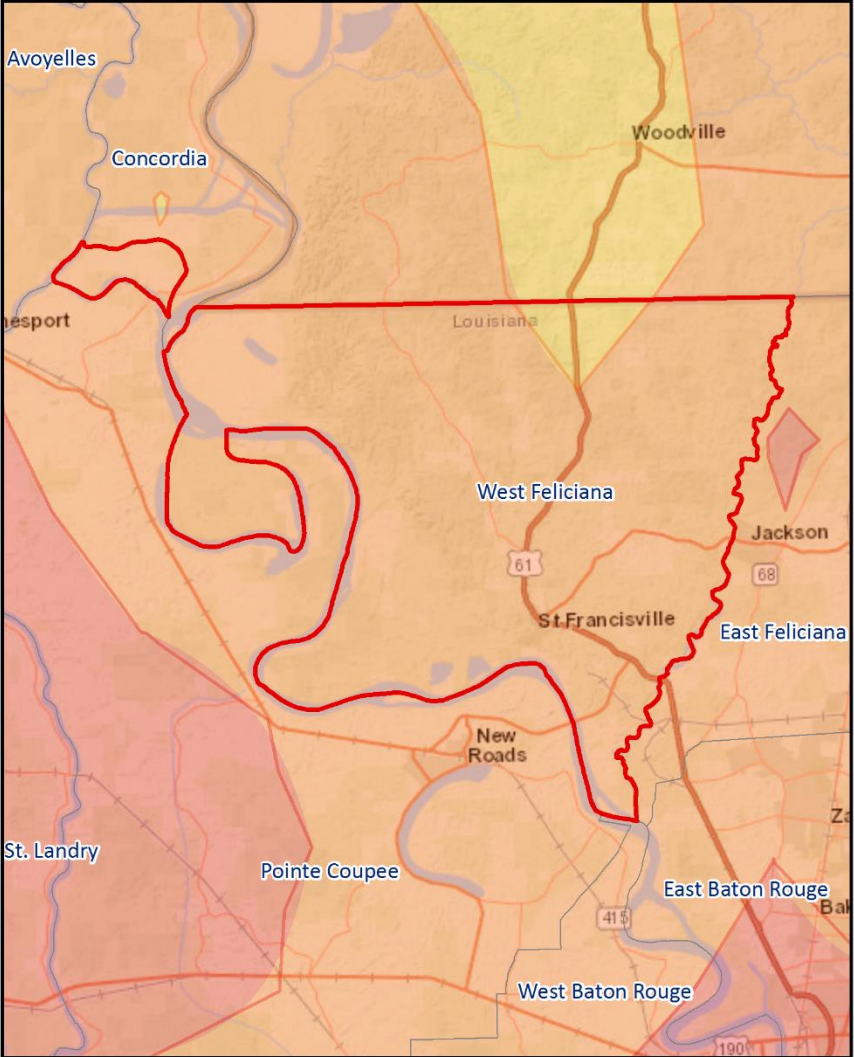 Avoyelles
Woodville
Concordia
nesport
Louisiana
West Feliciana
Jackson
61
68
St Francisville
East Feliciana
New
Roads
Za
St. Landry
Pointe Coupee
East Baton Rouge
Bak
415
West Baton Rouge
190